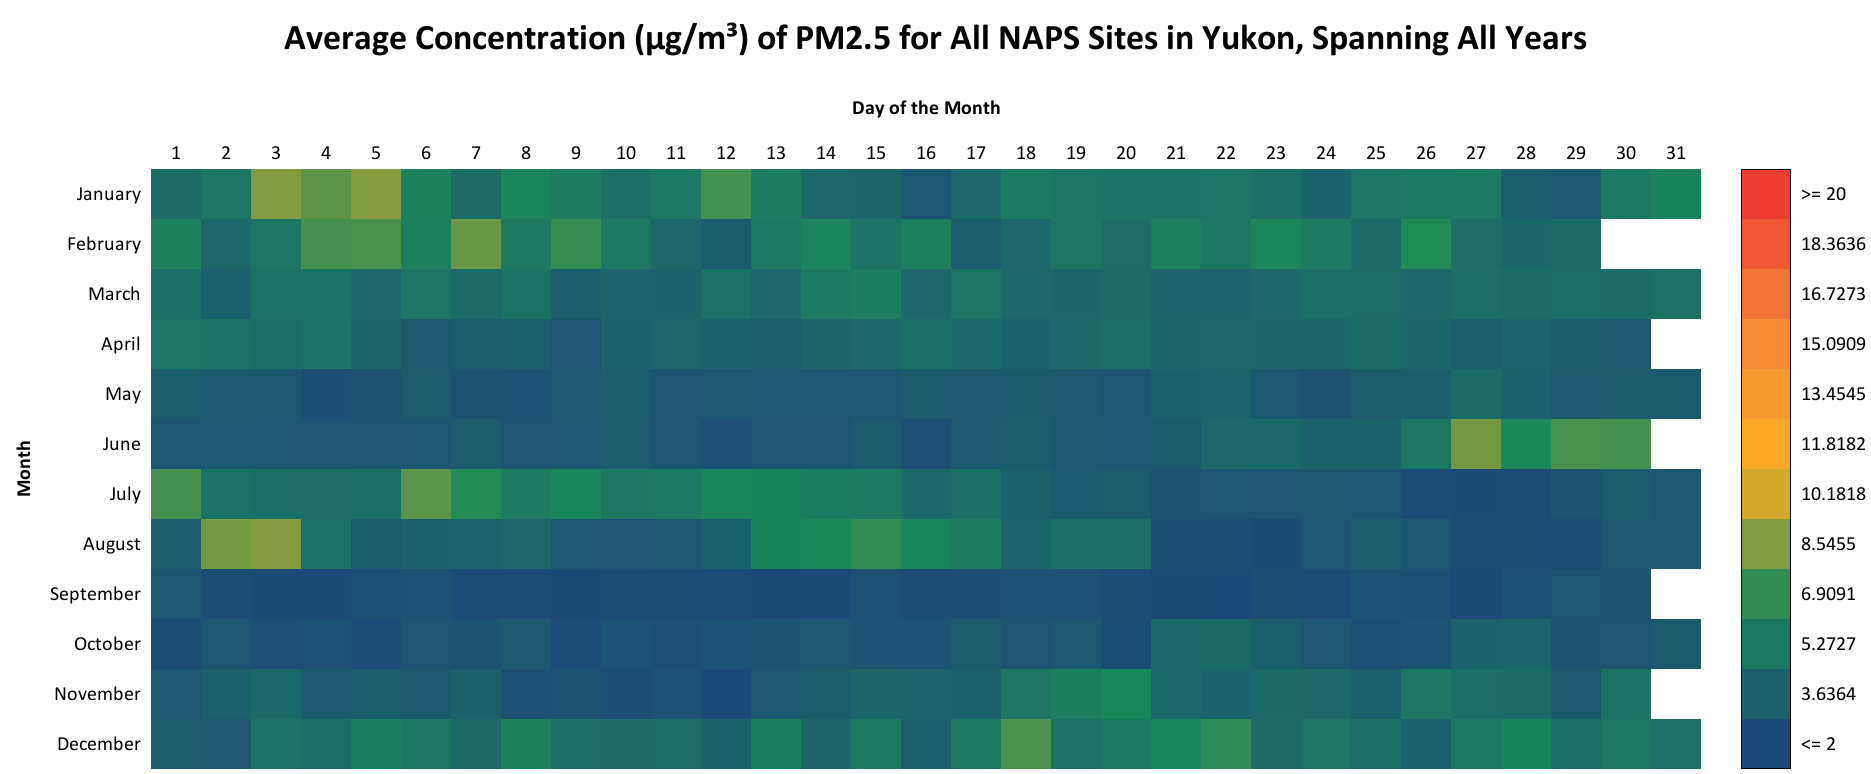 Average Concentration (µg/m³) of PM2.5 for All NAPS Sites in Yukon, Spanning All Years
Day of the Month
1 2 3 4 5 6 7 8 9 10 11 12 13 14 15 16 17 18 19 20 21 22 23 24 25 26 27 28 29 30 31
Month
January
February
March
April
May
June
July
August
September
October
November
December
>= 20
18.3636
16.7273
15.0909
13.4545
11.8182
10.1818
8.5455
6.9091
5.2727
3.6364
<= 2